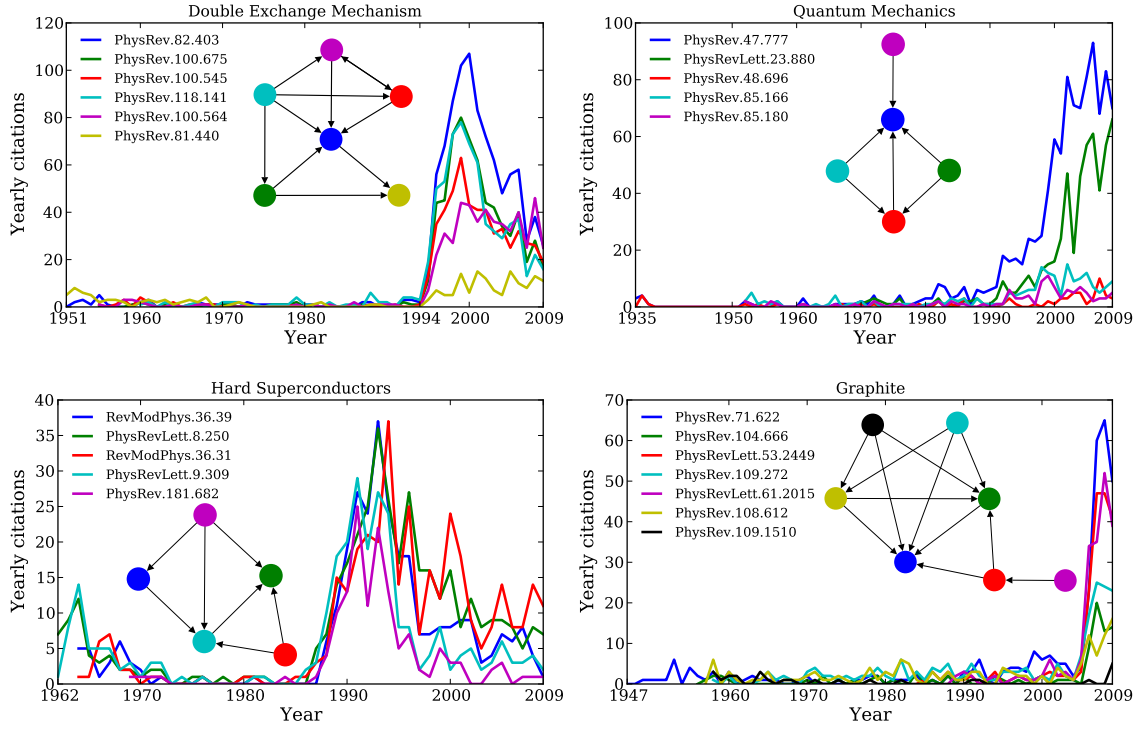 Double Exchange Mechanism
120
100
80
60
40
20
0
Yearly citations
PhysRev.82.403
PhysRev.100.675
PhysRev.100.545
PhysRev.118.141
PhysRev.100.564
PhysRev.81.440
1951 1960 1970 1980 1994 2000 2009
Year
Quantum Mechanics
100
80
60
40
20
0
Yearly citations
PhysRev.47.777
PhysRevLett.23.880
PhysRev.48.696
PhysRev.85.166
PhysRev.85.180
1935 1950 1960 1970 1980 1990 2000 2009
Year
Hard Superconductors
40
35
30
25
20
15
10
5
0
Yearly citations
RevModPhys.36.39
PhysRevLett.8.250
RevModPhys.36.31
PhysRevLett.9.309
PhysRev.181.682
1962 1970 1980 1990 2000 2009
Year
Graphite
70
60
50
40
30
20
10
0
Yearly citations
PhysRev.71.622
PhysRev.104.666
PhysRevLett.53.2449
PhysRev.109.272
PhysRevLett.61.2015
PhysRev.108.612
PhysRev.109.1510
1947 1960 1970 1980 1990 2000 2009
Year